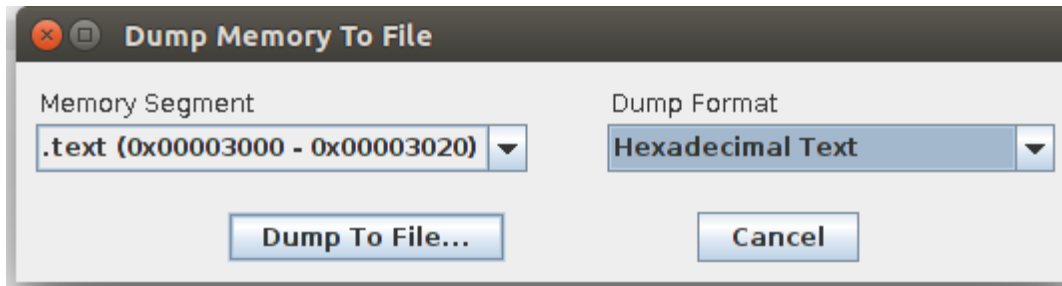 Dump Memory To File
Memory Segment
Dump Format
.text (0x00003000 - 0x00003020)
Hexadecimal Text
Dump To File...
Cancel